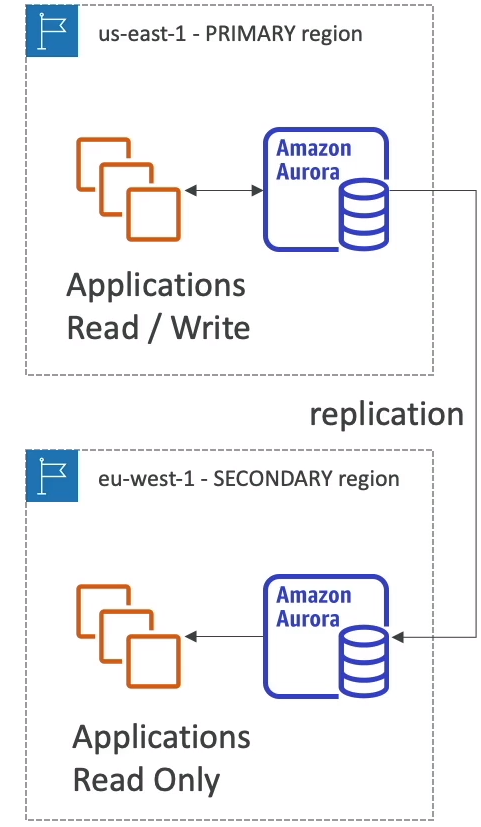 us-east-1 - PRIMARY region
Amazon
Aurora
Applications
Read / Write
replication
eu-west-1 - SECONDARY region
Amazon
Aurora
Applications
Read Only